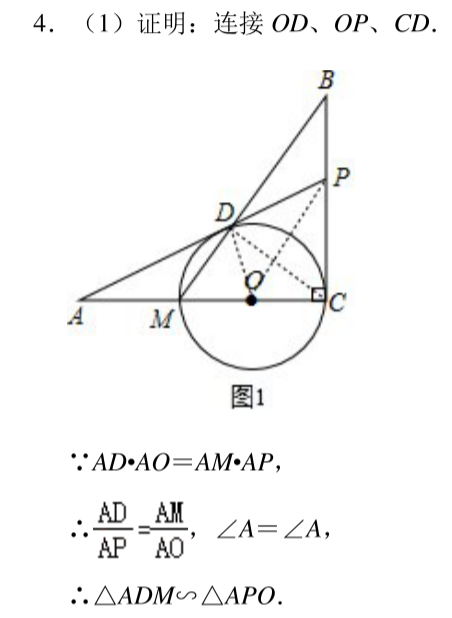 4.（1）证明：连接 OD、OP、CD.
B
P
D
O
A
M
C
图1
∵AD•AO＝AM•AP,
∴AD/AP=AM/AO，∠A＝∠A,
∴△ADM∽△APO.